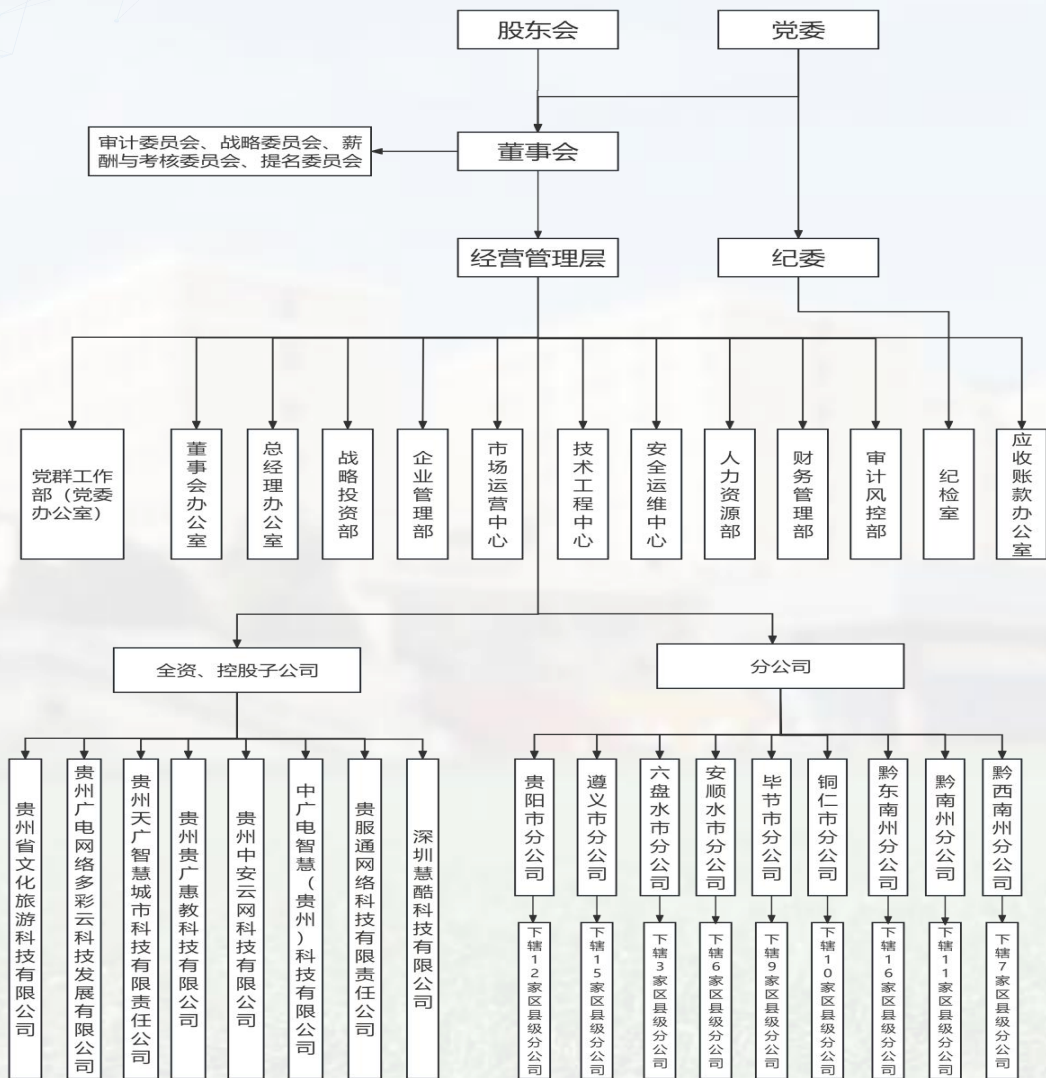 股东会
党委
审计委员会、战略委员会、薪
酬与考核委员会、提名委员会
董事会
经营管理层
纪委
党群工作
部（党委
办公室）
董事会办公室
总经理办公室
战略投资部
企业管理部
市场运营中心
技术工程中心
安全运维中心
人力资源部
财务管理部
审计风控部
纪检室
应收账款办公室
全资、控股子公司
分公司
贵州省文化旅游科技有限公司
贵州广电网络多彩云科技发展有限公司
贵州天广智慧城市科技有限责任公司
贵州贵广惠教科技有限公司
贵州中安云网科技有限公司
中广电智慧（贵州）科技有限公司
贵服通网络科技有限责任公司
深圳慧酷科技有限公司
贵阳市分公司
遵义市分公司
六盘水市分公司
安顺水市分公司
毕节市分公司
铜仁市分公司
黔东南州分公司
黔南州分公司
黔西南州分公司
下辖12家区县级分公司
下辖15家区县级分公司
下辖3家区县级分公司
下辖6家区县级分公司
下辖9家区县级分公司
下辖10家区县级分公司
下辖16家区县级分公司
下辖11家区县级分公司
下辖7家区县级分公司